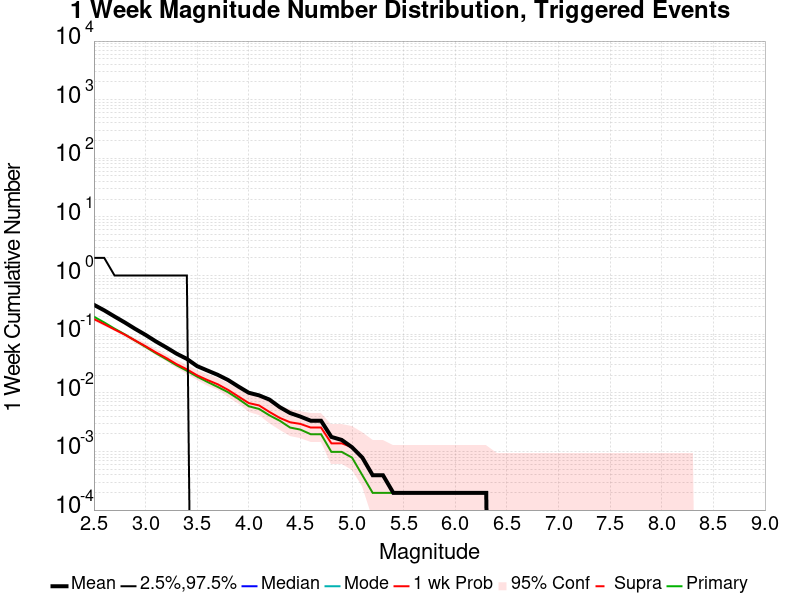 1 Week Magnitude Number Distribution, Triggered Events
1 Week Cumulative Number
10 4
10 3
10 2
10 1
10 0
10 -1
10 -2
10 -3
10 -4
2.5 3.0 3.5 4.0 4.5 5.0 5.5 6.0 6.5 7.0 7.5 8.0 8.5 9.0
Magnitude
Mean 2.5%,97.5% Median Mode 1 wk Prob 95% Conf Supra Primary